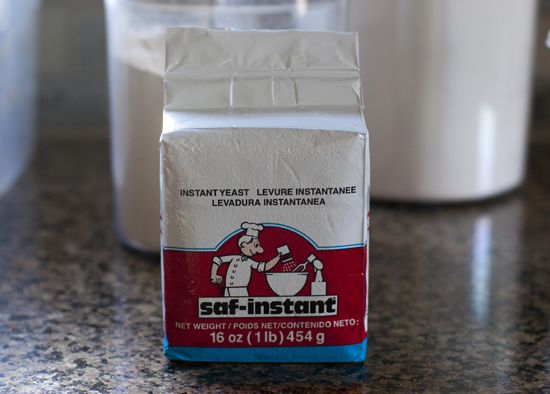 INSTANT YEAST LEVURE INSTANTANEE
LEVADURA INSTANTANEA
saf-instant
NET WEIGHT / POIDS NET/CONTENIDO NETO:
16 oz (1 lb) 454 g